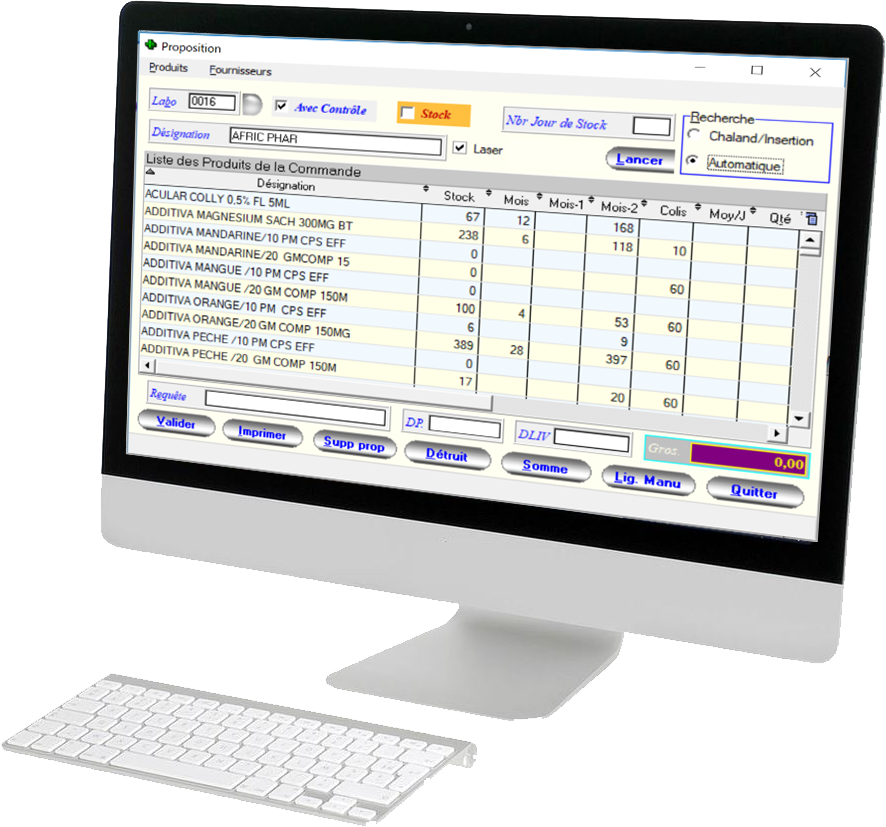 Proposition
Produits Fournisseurs
Labo 0016 Avec Contrôle Stock Nbr Jour de Stock Recherche
Chaland/Insertion
Désignation AFRIC PHAR Laser Lancer Automatique
Liste des Produits de la Commande
Désignation Stock Mois Mois-1 Mois-2 Colis Moy/J Qté
ACULAR COLLY 0.5% FL 5ML 67 12 168
ADDITIVA MAGNESIUM SACH 300MG BT 238 6 118 10
ADDITIVA MANDARINE/10 PM CPS EFF 0
ADDITIVA MANDARINE/20 GMCOMP 15 0 60
ADDITIVA MANGUE /10 PM CPS EFF 0
ADDITIVA MANGUE /20 GM COMP 150M 100 4 53 60
ADDITIVA ORANGE/10 PM CPS EFF 6 9
ADDITIVA ORANGE/20 GM COMP 150MG 389 28 397 60
ADDITIVA PECHE /10 PM CPS EFF 0
ADDITIVA PECHE /20 GM COMP 150M 17 20 60
Requête DP. DLIV Gros. 0,00
Valider Imprimer Supp prop Détruit Somme Lig. Manu Quitter